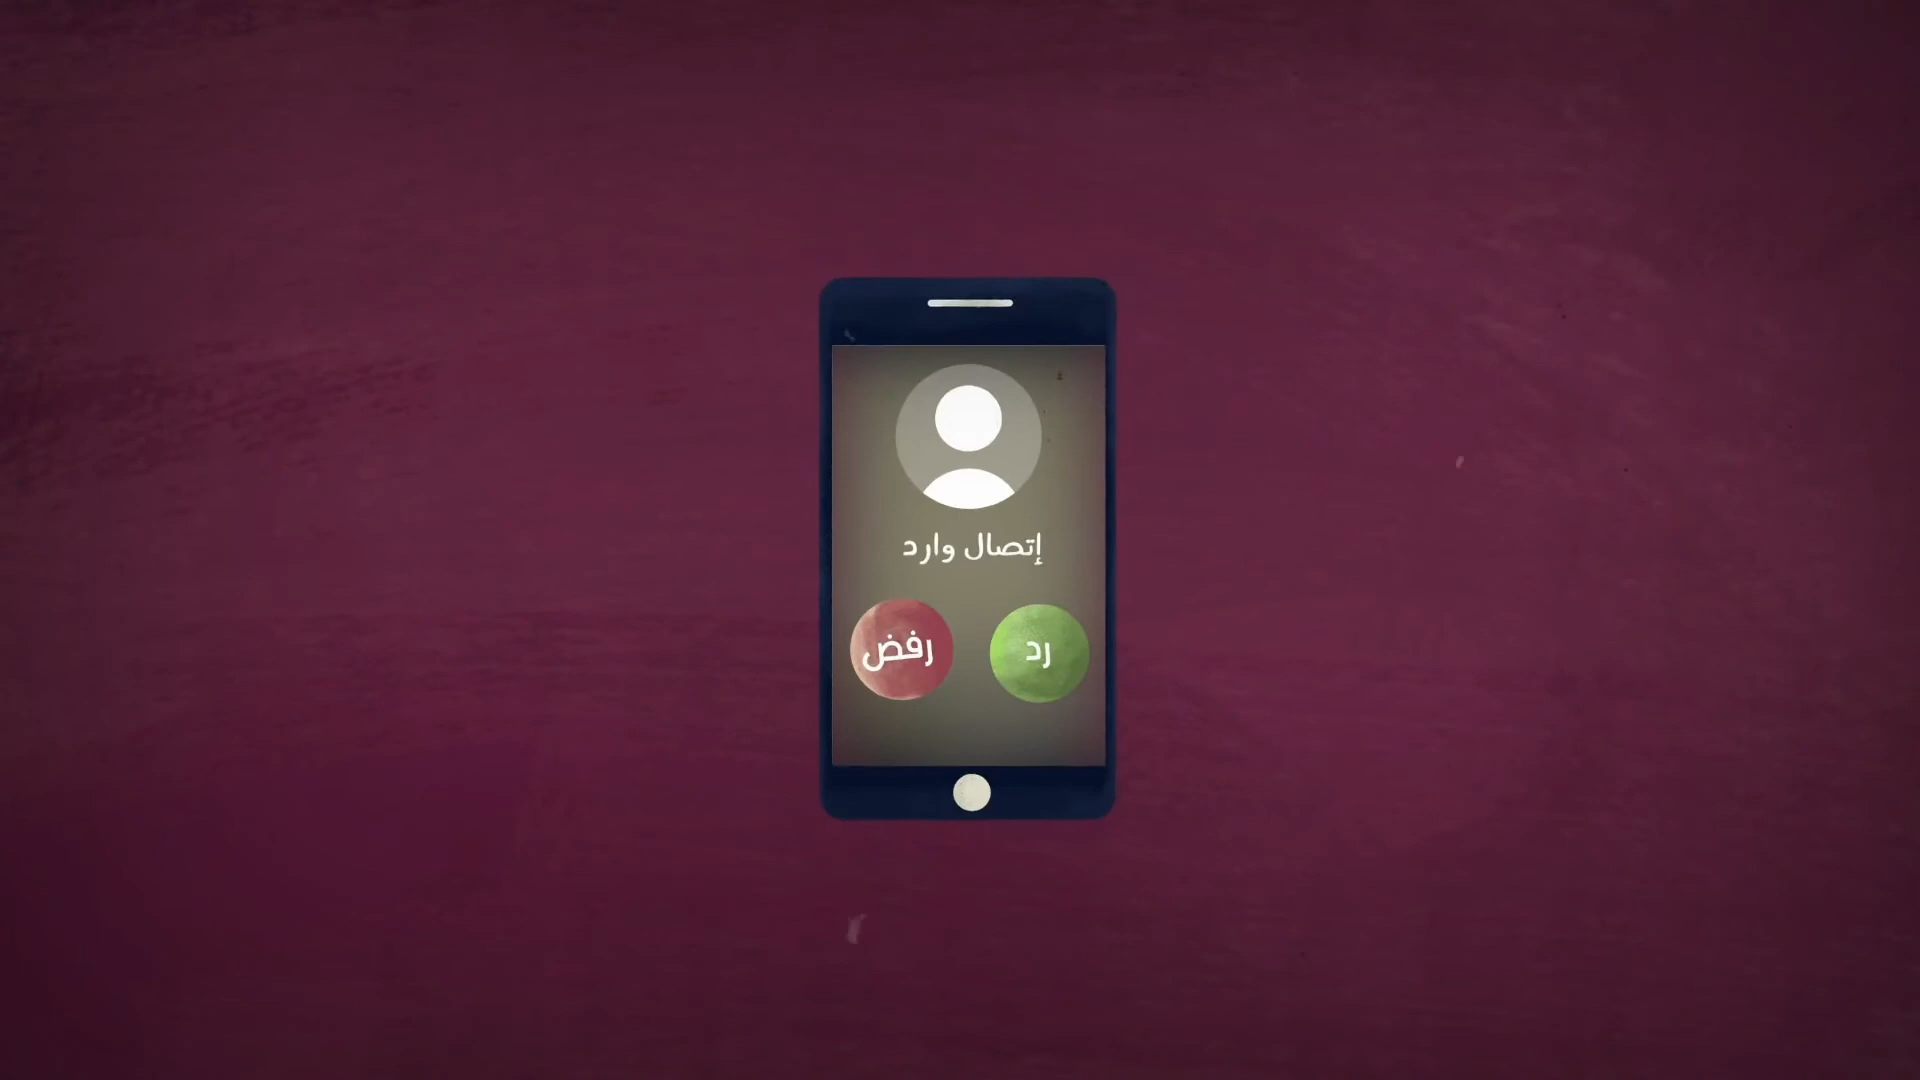 إتصال وارد
رد
رفض